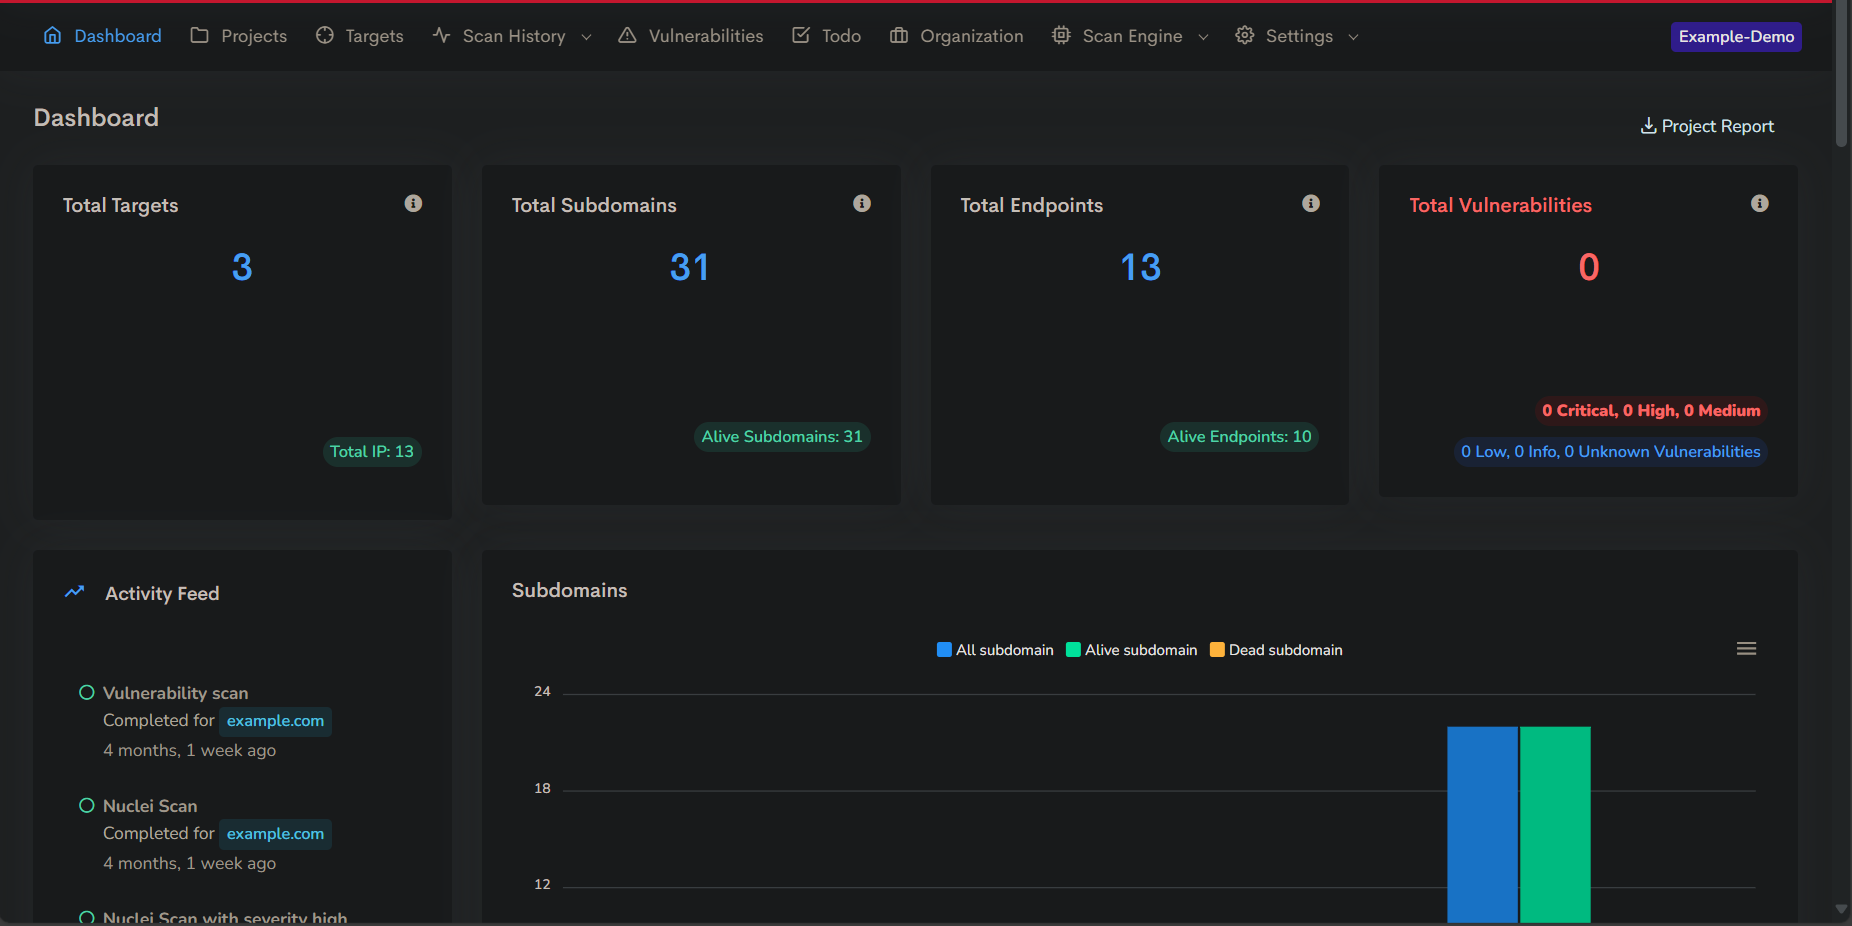 Dashboard Projects Targets Scan History Vulnerabilities Todo Organization Scan Engine Settings Example-Demo
Dashboard
Project Report
Total Targets
3
Total IP: 13
Total Subdomains
31
Alive Subdomains: 31
Total Endpoints
13
Alive Endpoints: 10
Total Vulnerabilities
0
0 Critical, 0 High, 0 Medium
0 Low, 0 Info, 0 Unknown Vulnerabilities
Activity Feed
Vulnerability scan
Completed for example.com
4 months, 1 week ago
Nuclei Scan
Completed for example.com
4 months, 1 week ago
Nuclei Scan with severity high
Subdomains
All subdomain Alive subdomain Dead subdomain
24
18
12